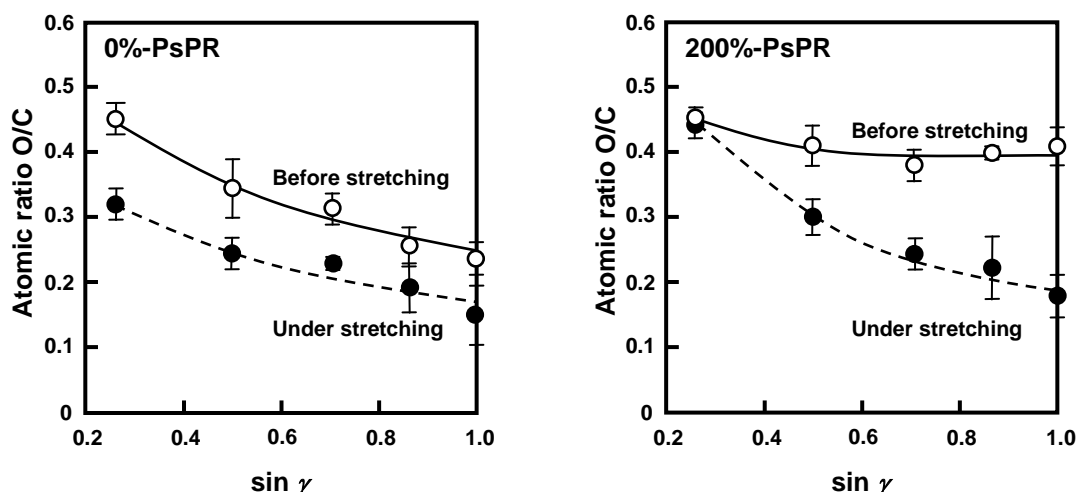 0.6
0.5
0.4
0.3
0.2
0.1
0
Atomic ratio O/C
0%-PsPR
Before stretching
Under stretching
0.2 0.4 0.6 0.8 1.0
sin γ
0.6
0.5
0.4
0.3
0.2
0.1
0
Atomic ratio O/C
200%-PsPR
Before stretching
Under stretching
0.2 0.4 0.6 0.8 1.0
sin γ